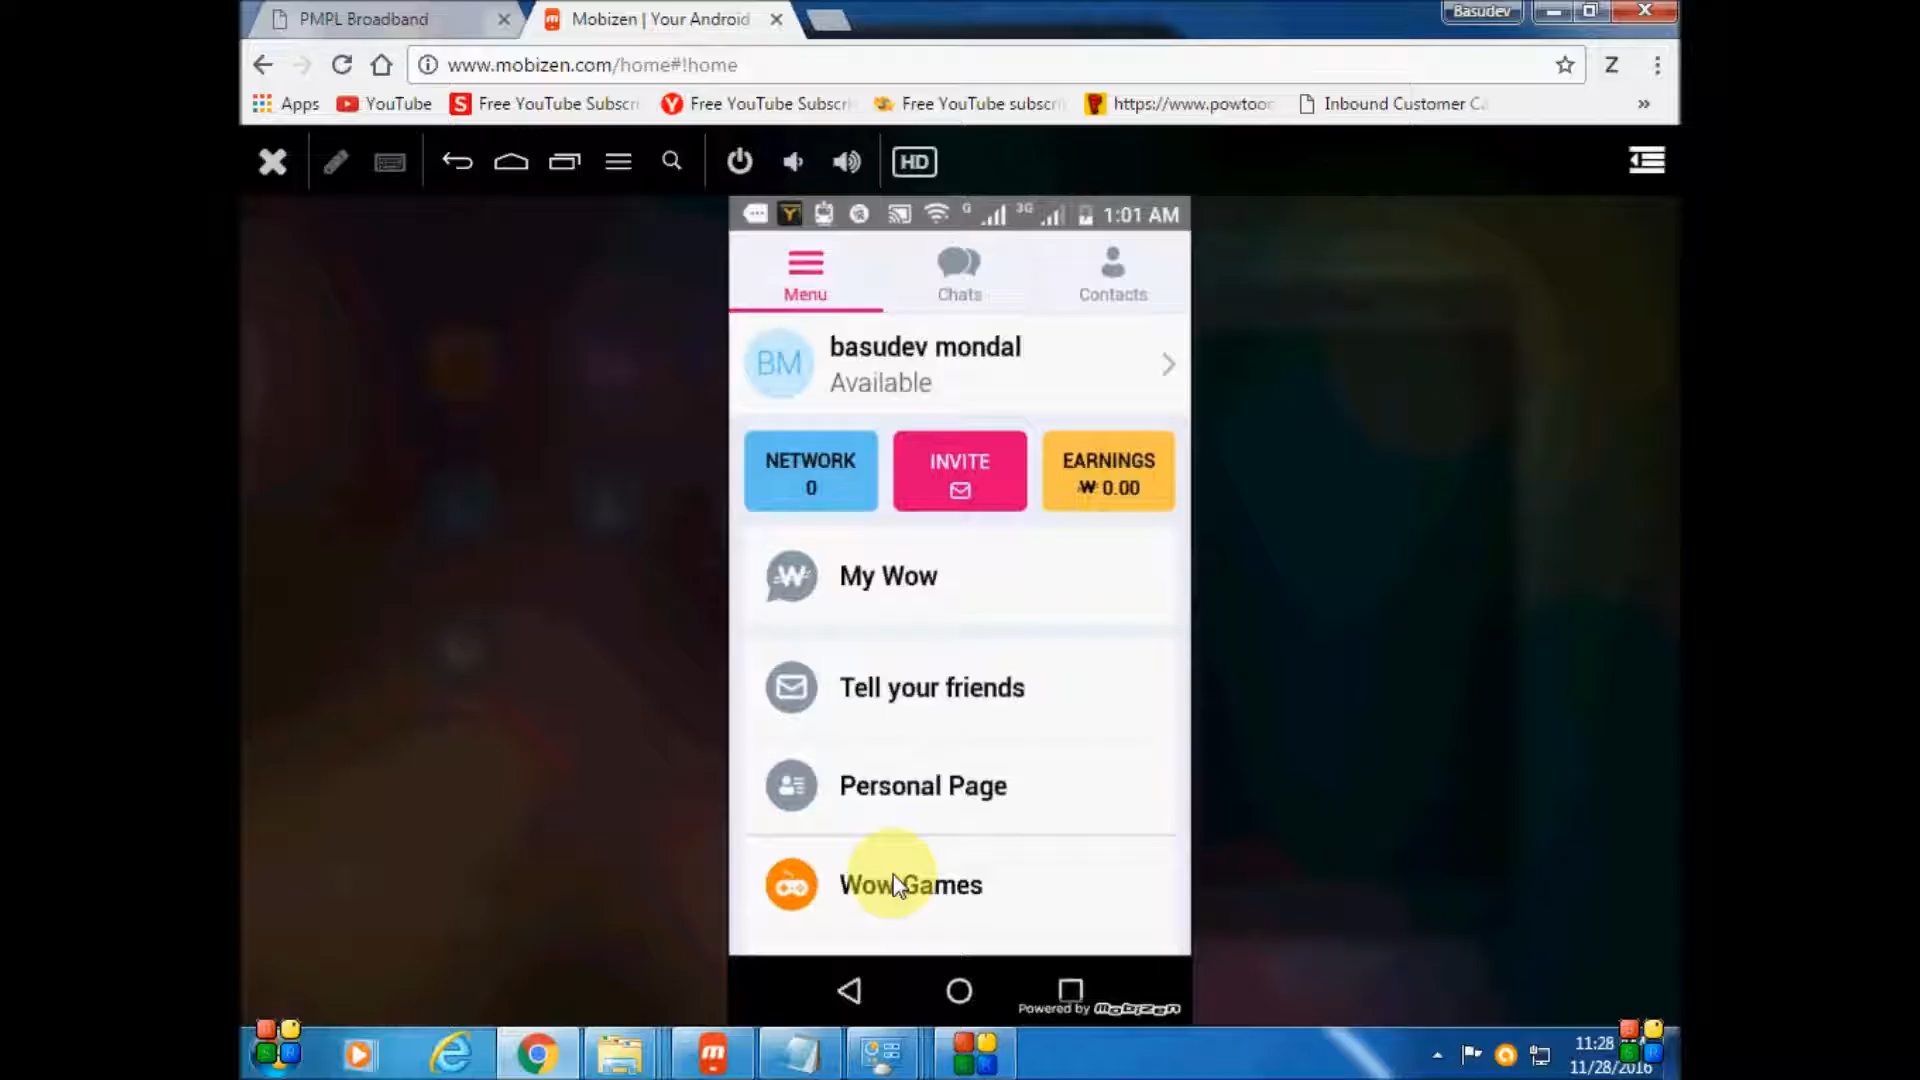 PMPL Broadband
Mobizen | Your Android
Basudev
www.mobizen.com/home#!home
Apps
YouTube
Free YouTube Subscri
Free YouTube Subscri
Free YouTube subscri
https://www.powtoo
Inbound Customer Ca
HD
G
3G
1:01 AM
Menu
Chats
Contacts
BM
basudev mondal
Available
NETWORK
0
INVITE
EARNINGS
₩ 0.00
My Wow
Tell your friends
Personal Page
Wow Games
Powered by Mobizen
11:28
11/28/2016